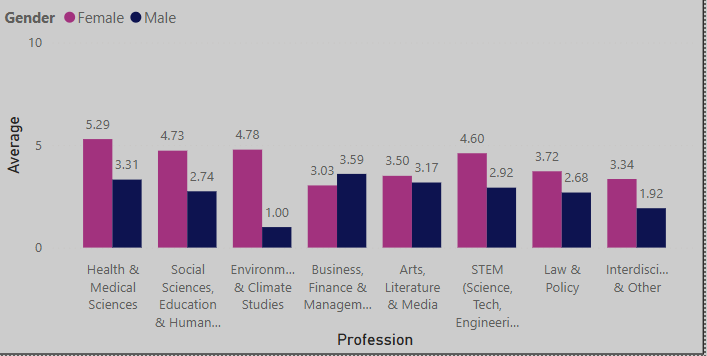 Gender Female Male
10
5
0
Average
5.29
3.31
4.73
2.74
4.78
1.00
3.03
3.59
3.50
3.17
4.60
2.92
3.72
2.68
3.34
1.92
Health &
Medical
Sciences
Social
Sciences,
Education
& Human...
Environm...
& Climate
Studies
Business,
Finance &
Managem...
Arts,
Literature
& Media
STEM
(Science,
Tech,
Engineeri...
Law &
Policy
Interdisci...
& Other
Profession